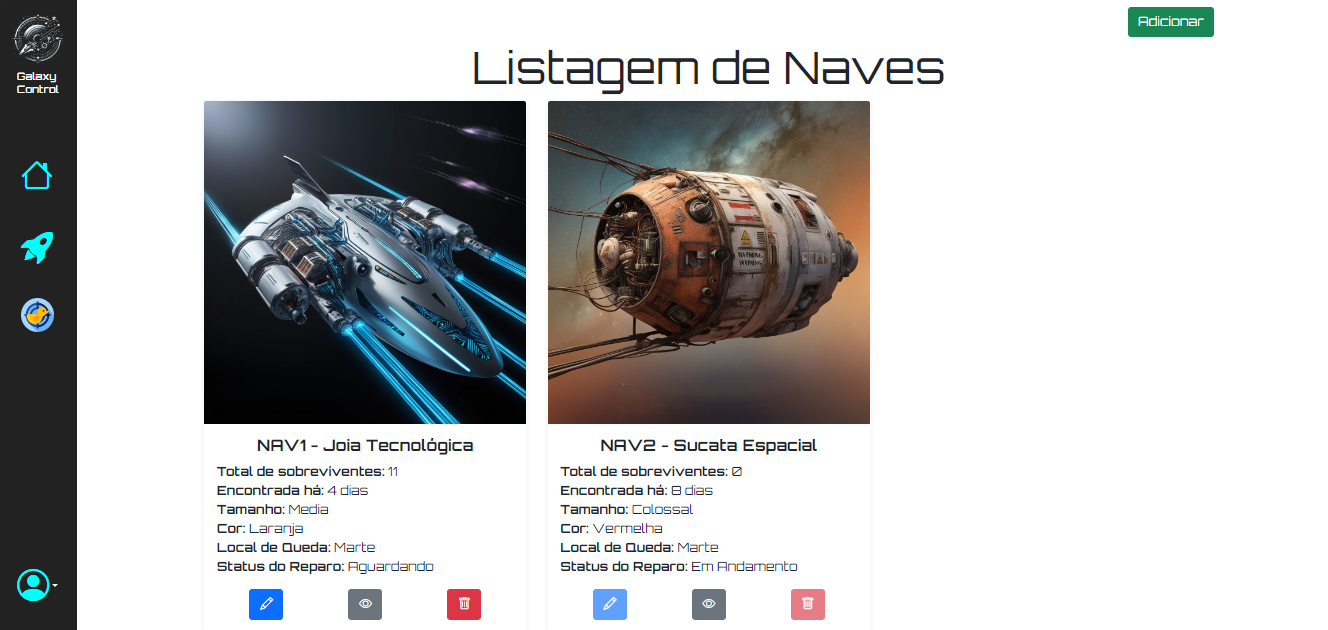 Galaxy
Control
Adicionar
Listagem de Naves
WARNING
NAV1 - Joia Tecnológica
Total de sobreviventes: 11
Encontrada há: 4 dias
Tamanho: Media
Cor: Laranja
Local de Queda: Marte
Status do Reparo: Aguardando
NAV2 - Sucata Espacial
Total de sobreviventes: 0
Encontrada há: 8 dias
Tamanho: Colossal
Cor: Vermelha
Local de Queda: Marte
Status do Reparo: Em Andamento